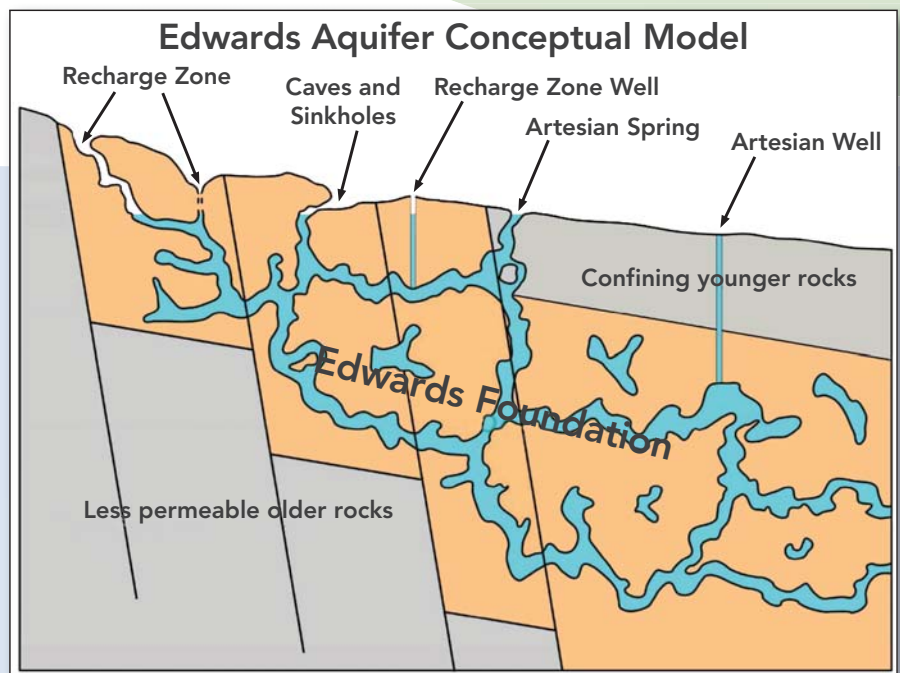 Edwards Aquifer Conceptual Model
Recharge Zone
Caves and
Sinkholes
Recharge Zone Well
Artesian Spring
Artesian Well
Confining younger rocks
Edwards Foundation
Less permeable older rocks